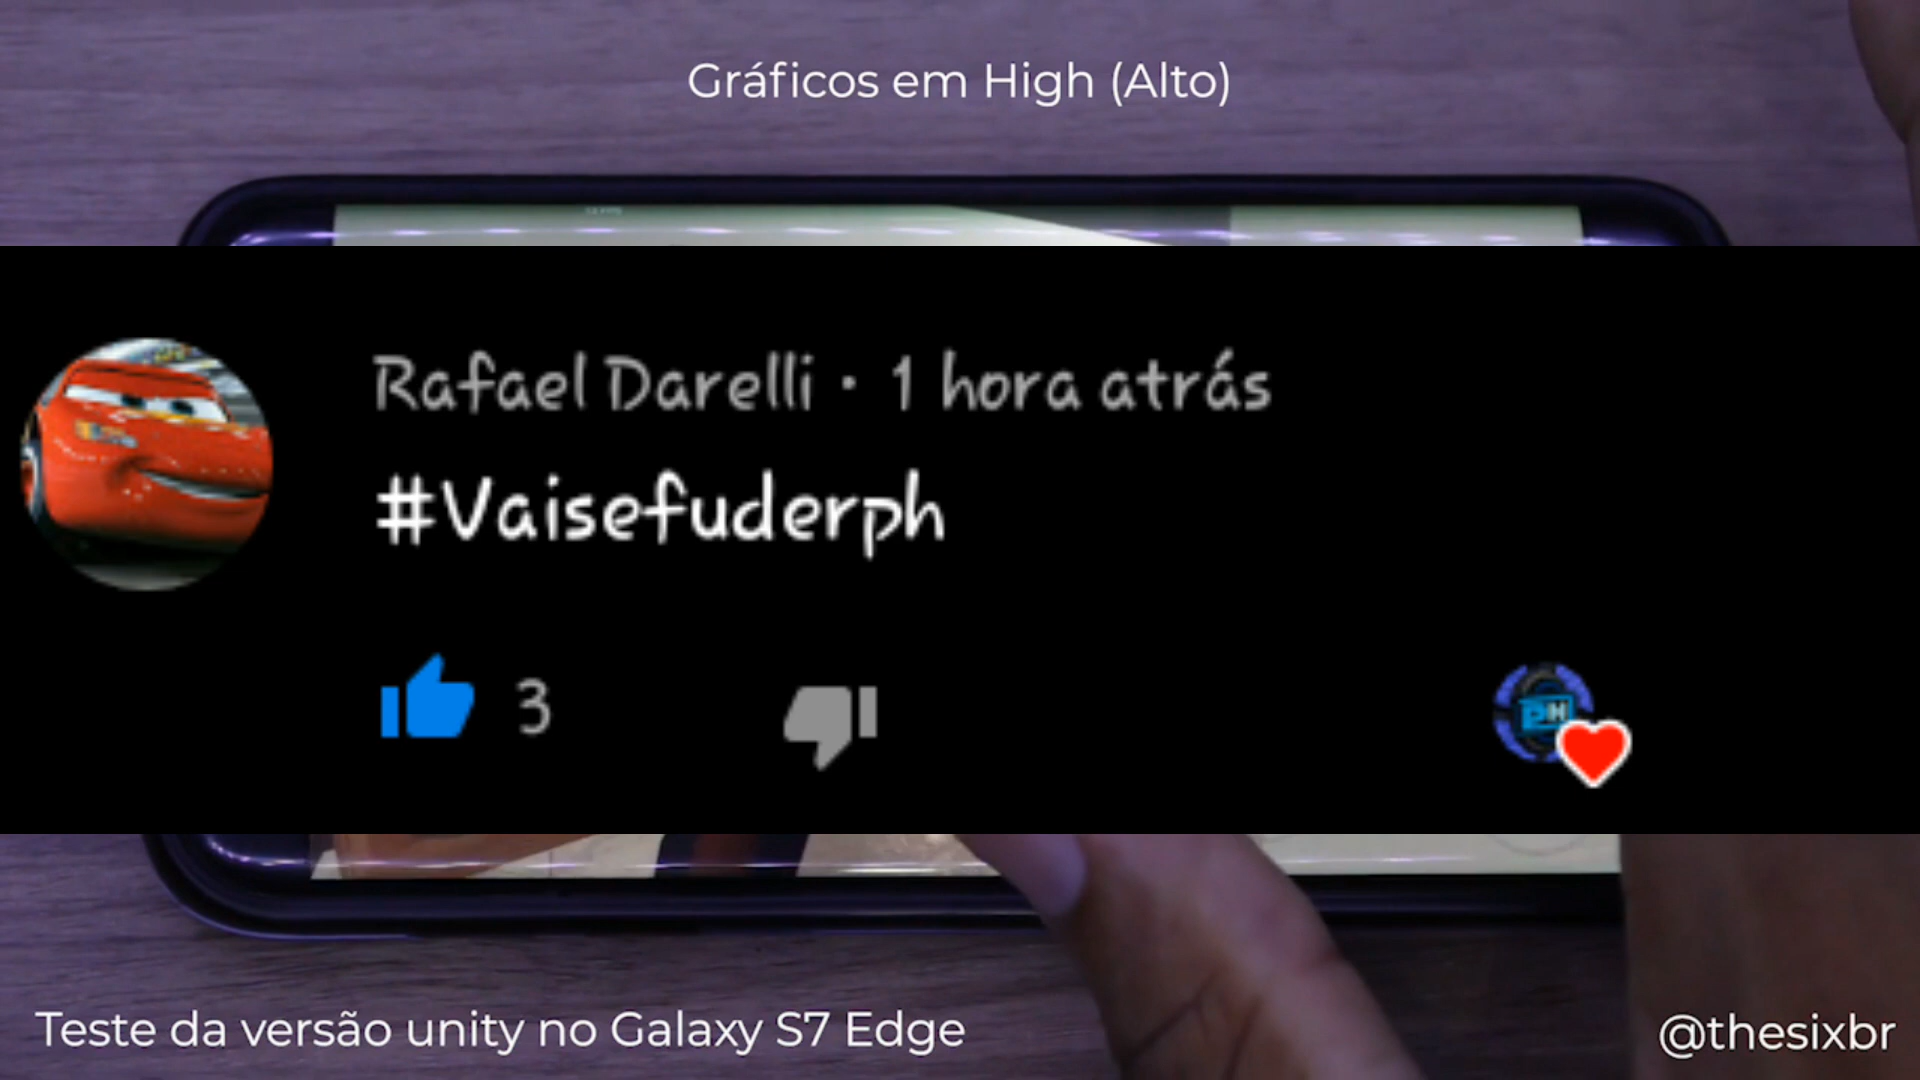 Gráficos em High (Alto)
Rafael Darelli · 1 hora atrás
#Vaisefuderph
3
PH
Teste da versão unity no Galaxy S7 Edge
@thesixbr